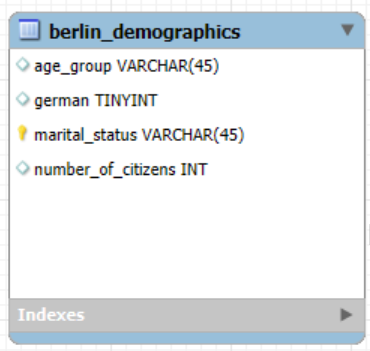 berlin_demographics
age_group VARCHAR(45)
german TINYINT
marital_status VARCHAR(45)
number_of_citizens INT
Indexes